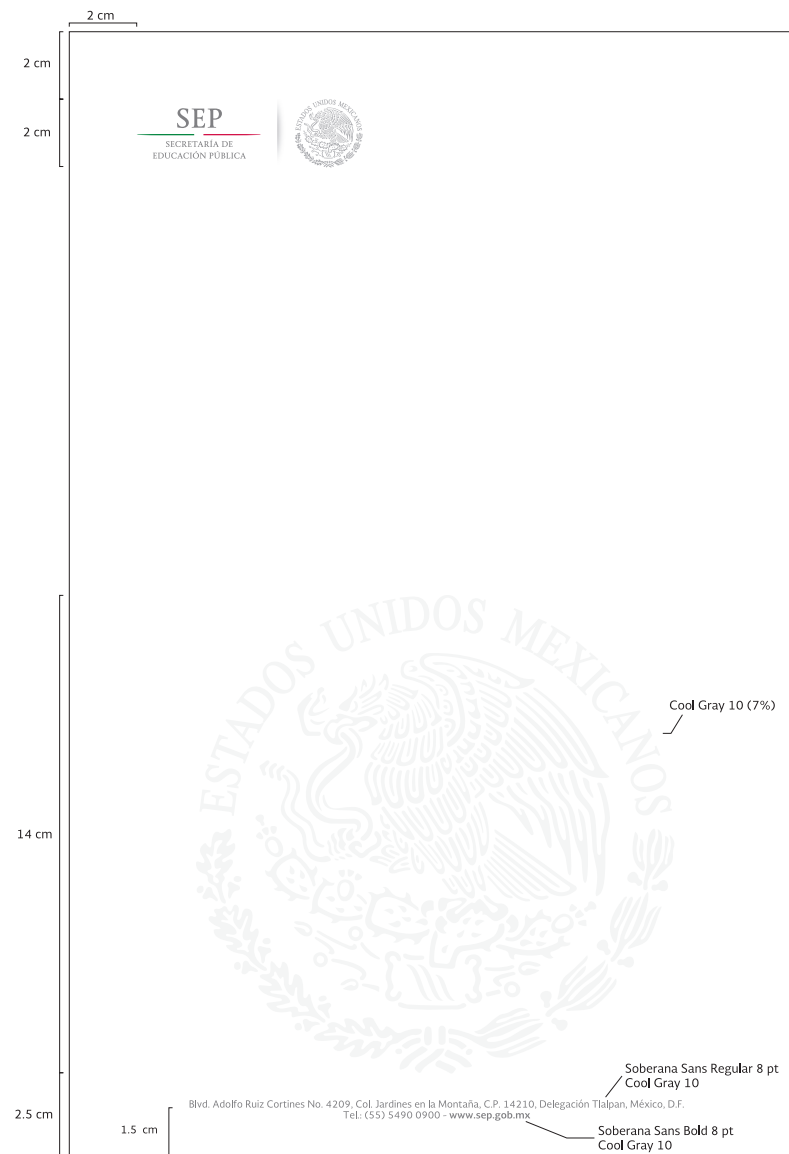 2 cm
2 cm
2 cm
SEP
SECRETARÍA DE
EDUCACIÓN PÚBLICA
ESTADOS UNIDOS MEXICANOS
ESTADOS UNIDOS MEXICANOS
Cool Gray 10 (7%)
14 cm
Soberana Sans Regular 8 pt
Cool Gray 10
2.5 cm
1.5 cm
Blvd. Adolfo Ruiz Cortines No. 4209, Col. Jardines en la Montaña, C.P. 14210, Delegación Tlalpan, México, D.F.
Tel.: (55) 5490 0900 - www.sep.gob.mx
Soberana Sans Bold 8 pt
Cool Gray 10